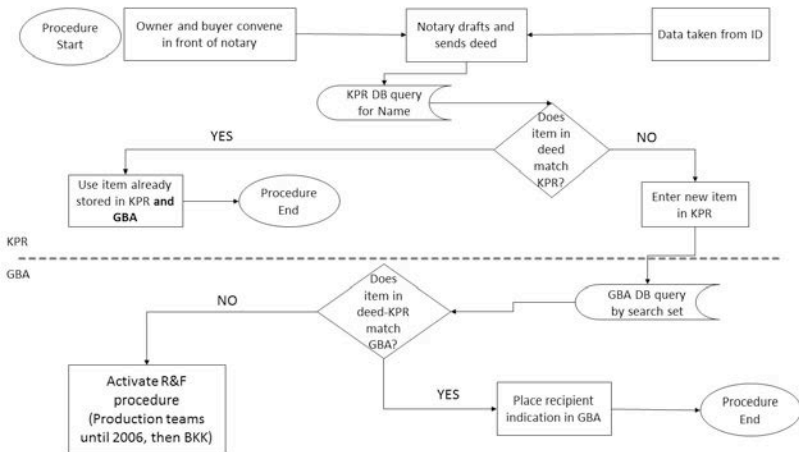 Procedure
Start
Owner and buyer convene
in front of notary
Notary drafts and
sends deed
Data taken from ID
KPR DB query
for Name
Does
item in
deed
match
KPR?
YES
NO
Use item already
stored in KPR and
GBA
Procedure
End
Enter new item
in KPR
KPR
GBA
Does
item in
deed-KPR
match
GBA?
GBA DB query
by search set
NO
YES
Activate R&F
procedure
(Production teams
until 2006, then BKK)
Place recipient
indication in GBA
Procedure
End